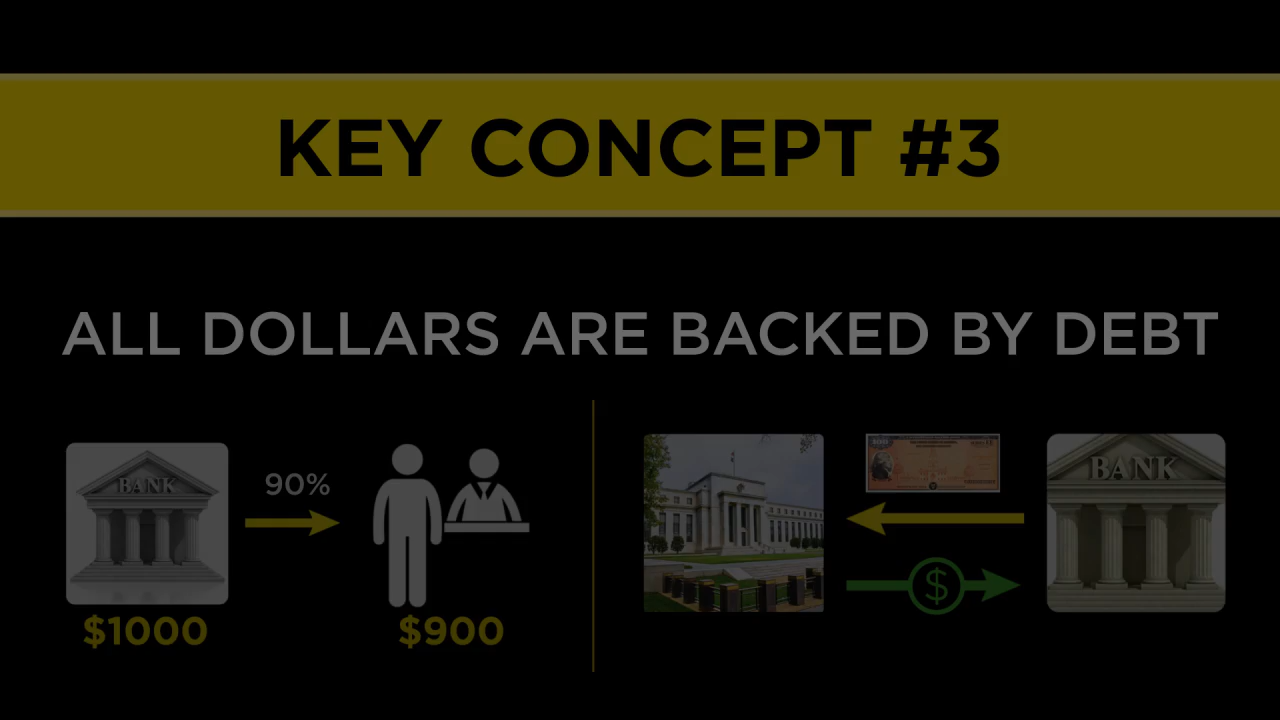 KEY CONCEPT #3
ALL DOLLARS ARE BACKED BY DEBT
BANK
90%
$1000
$900
$
BANK